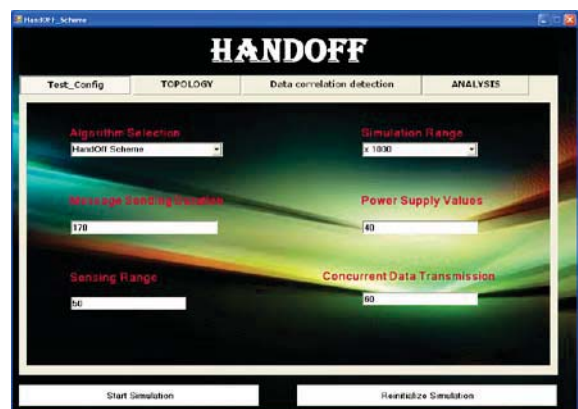 HandOFF_Scheme
HANDOFF
Test_Config TOPOLOGY Data correlation detection ANALYSIS
Algorithm Selection Simulation Range
HandOff Scheme x 1000
Message Sending Duration Power Supply Values
170 40
Sensing Range Concurrent Data Transmission
50 60
Start Simulation Reinitialize Simulation